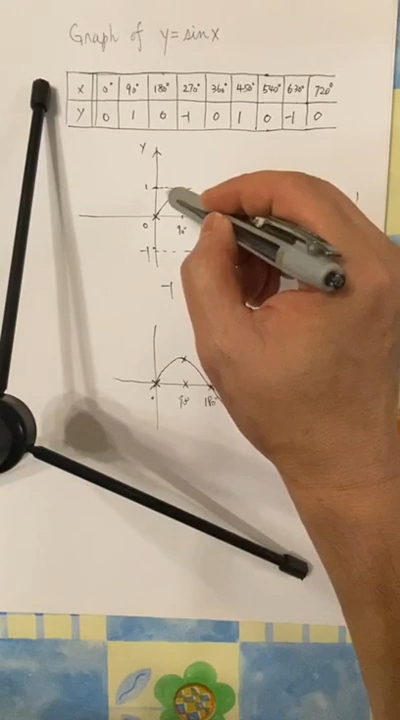 Graph of y=sinx
X 0° 90° 180° 270° 360° 450° 540° 630° 720°
Y 0 1 0 -1 0 1 0 -1 0
Y
1
0 90°
-1
-1
90° 180°